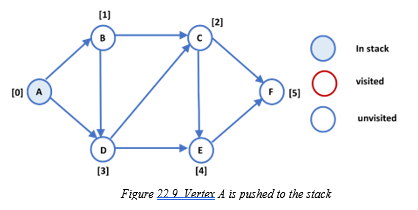 [1]
[2]
B
C
In stack
[0]
A
F
[5]
visited
unvisited
D
E
[3]
[4]
Figure 22.9. Vertex A is pushed to the stack